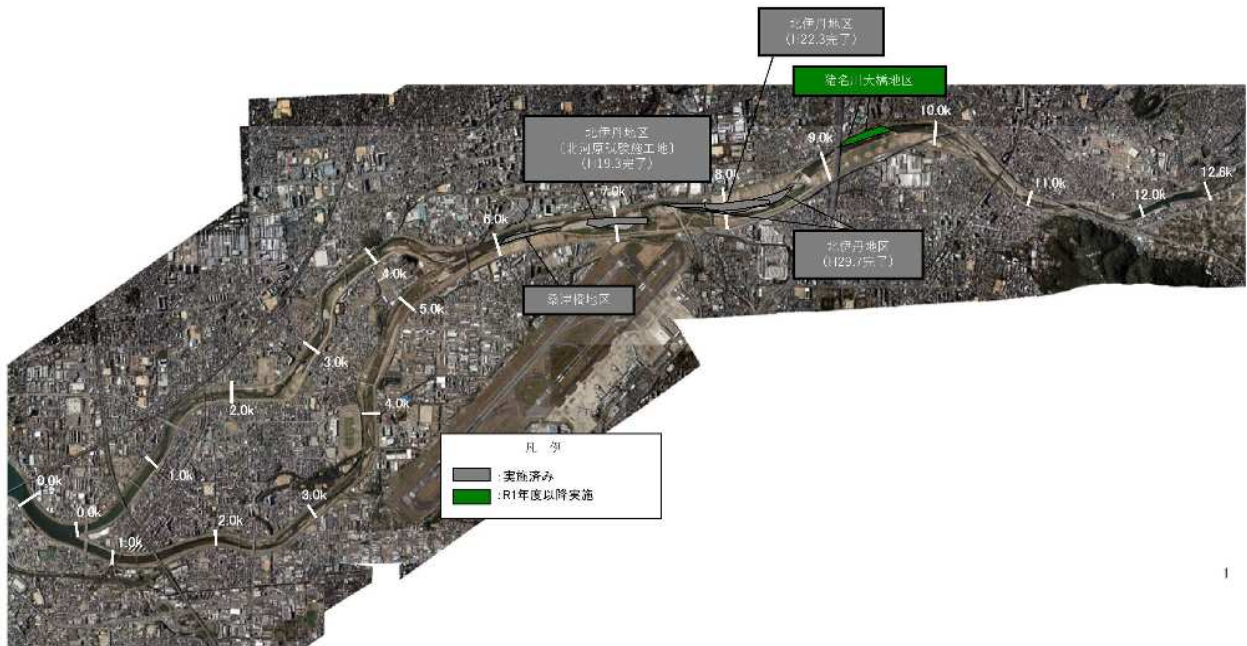 北伊丹地区
(H22.3完了)
猪名川大橋地区
北伊丹地区
〔北河原試験施工地〕
(H19.3完了)
10.0k
9.0k
8.0k
7.0k
6.0k
12.6k
11.0k
12.0k
北伊丹地区
(H29.7完了)
桑津橋地区
4.0k
5.0k
3.0k
2.0k
4.0k
凡 例
:実施済み
:R1年度以降実施
1.0k
0.0k
0.0k
3.0k
2.0k
1.0k
1